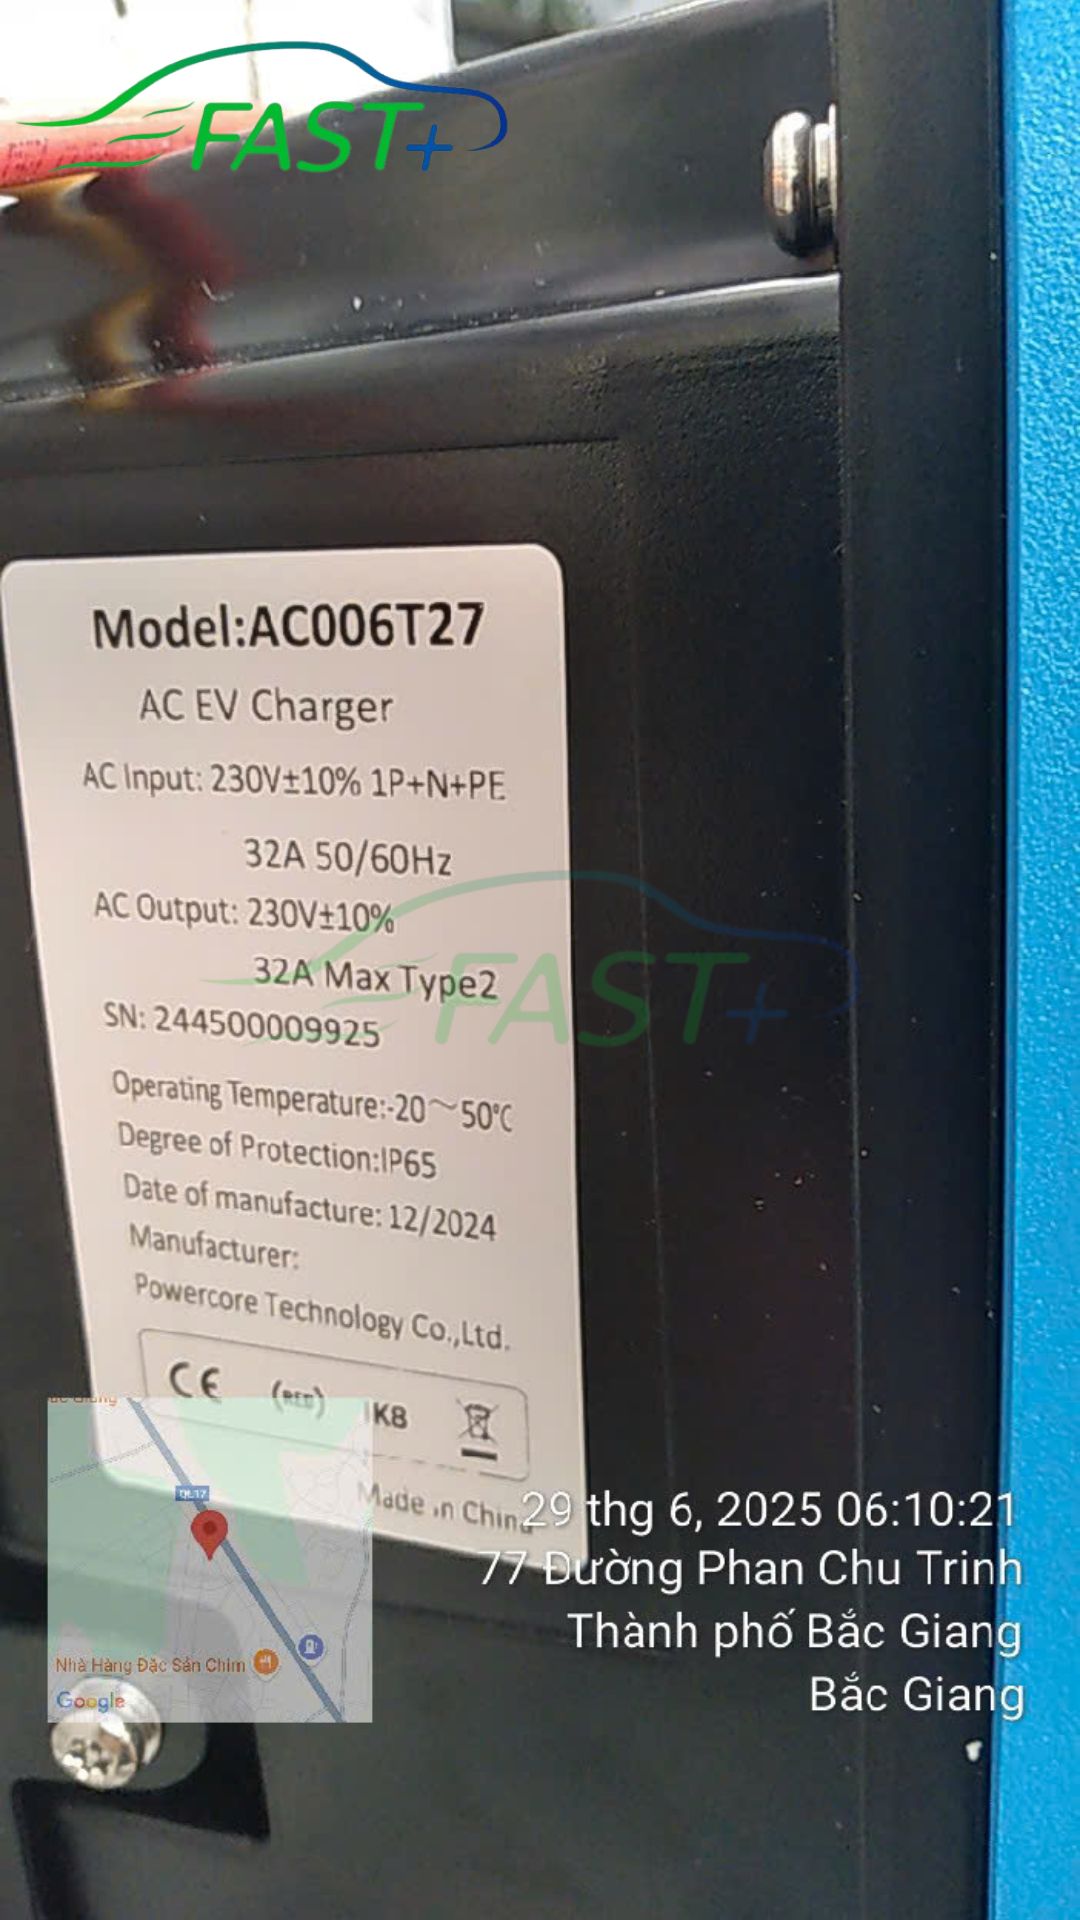 FAST+
Model:AC006T27
AC EV Charger
AC Input: 230V±10% 1P+N+PE
32A 50/60Hz
AC Output: 230V±10%
32A Max Type2
FAST+
SN: 244500009925
Operating Temperature:-20~50℃
Degree of Protection:IP65
Date of manufacture: 12/2024
Manufacturer:
Powercore Technology Co.,Ltd.
CE (RED) IK8
Made in China
QL17
Nhà Hàng Đặc Sản Chim
Google
29 thg 6, 2025 06:10:21
77 Đường Phan Chu Trinh
Thành phố Bắc Giang
Bắc Giang